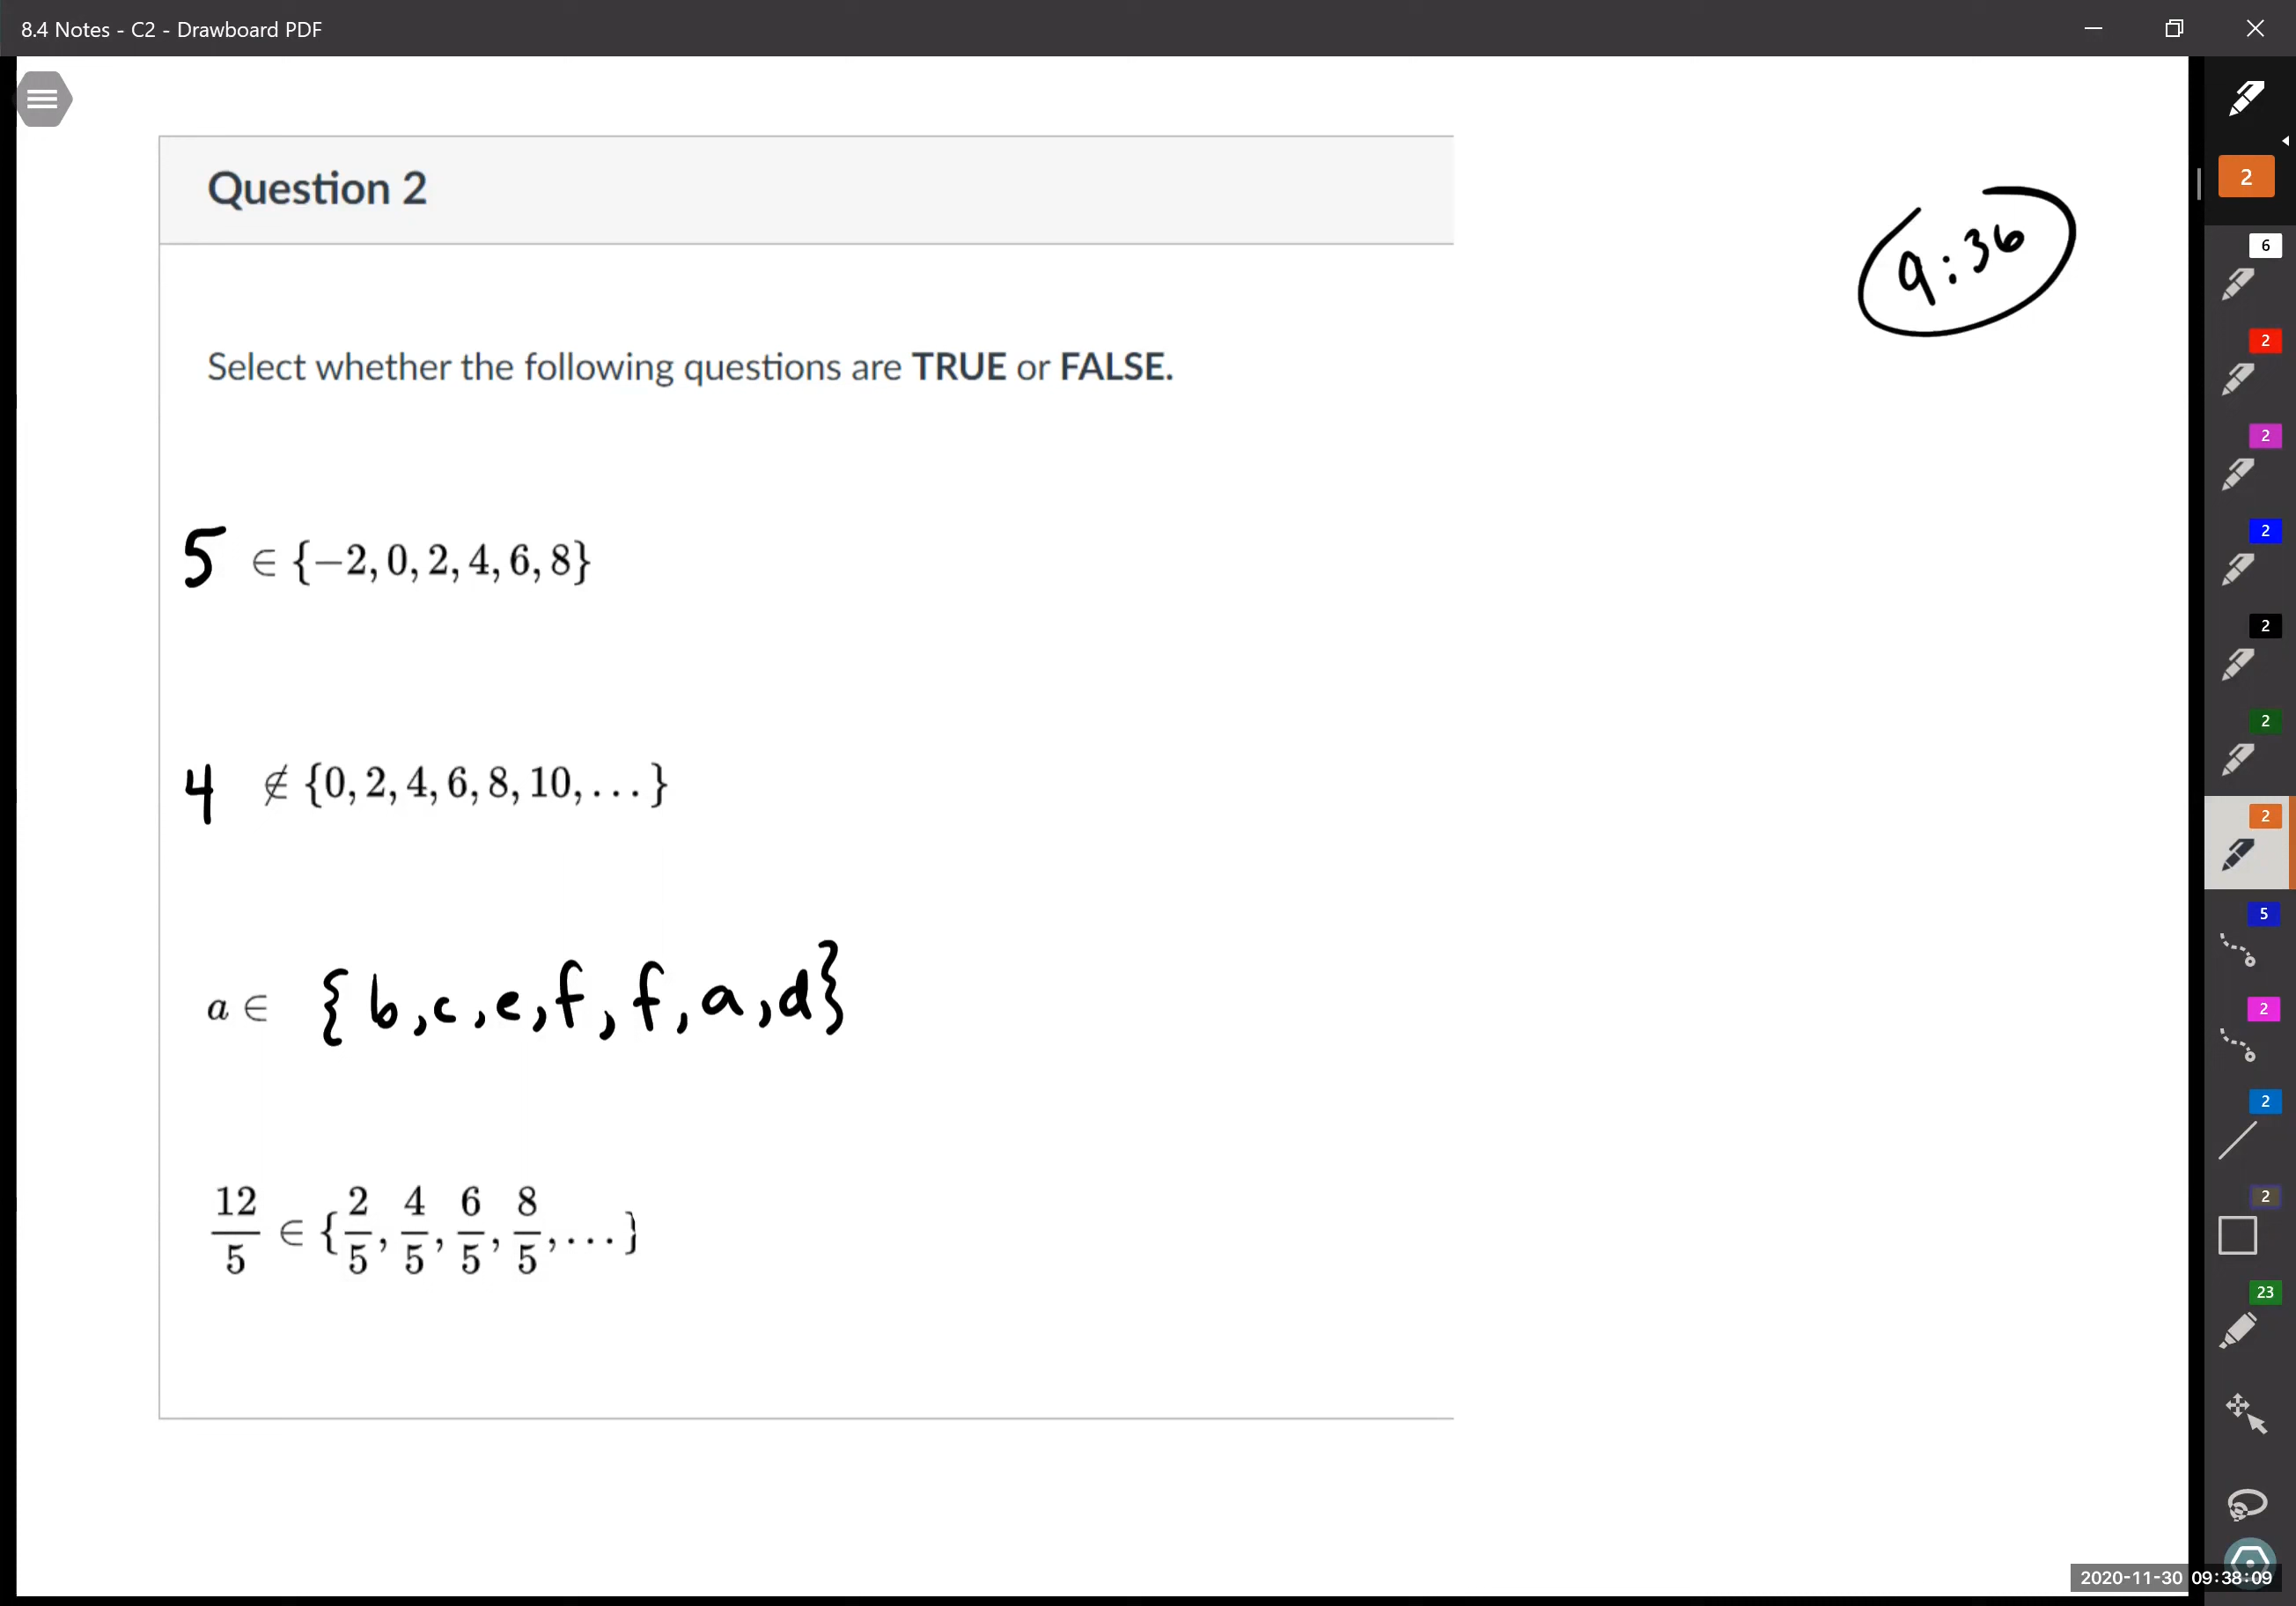 8.4 Notes - C2 - Drawboard PDF
Question 2
9:36
Select whether the following questions are TRUE or FALSE.
5 ∈ {−2, 0, 2, 4, 6, 8}
4 ∉ {0, 2, 4, 6, 8, 10, . . . }
a ∈ { b, c, e, f, f, a, d}
12/5 ∈ {2/5, 4/5, 6/5, 8/5, . . . }
2
6
2
2
2
2
2
2
5
2
2
2
23
2020-11-30 09:38:09